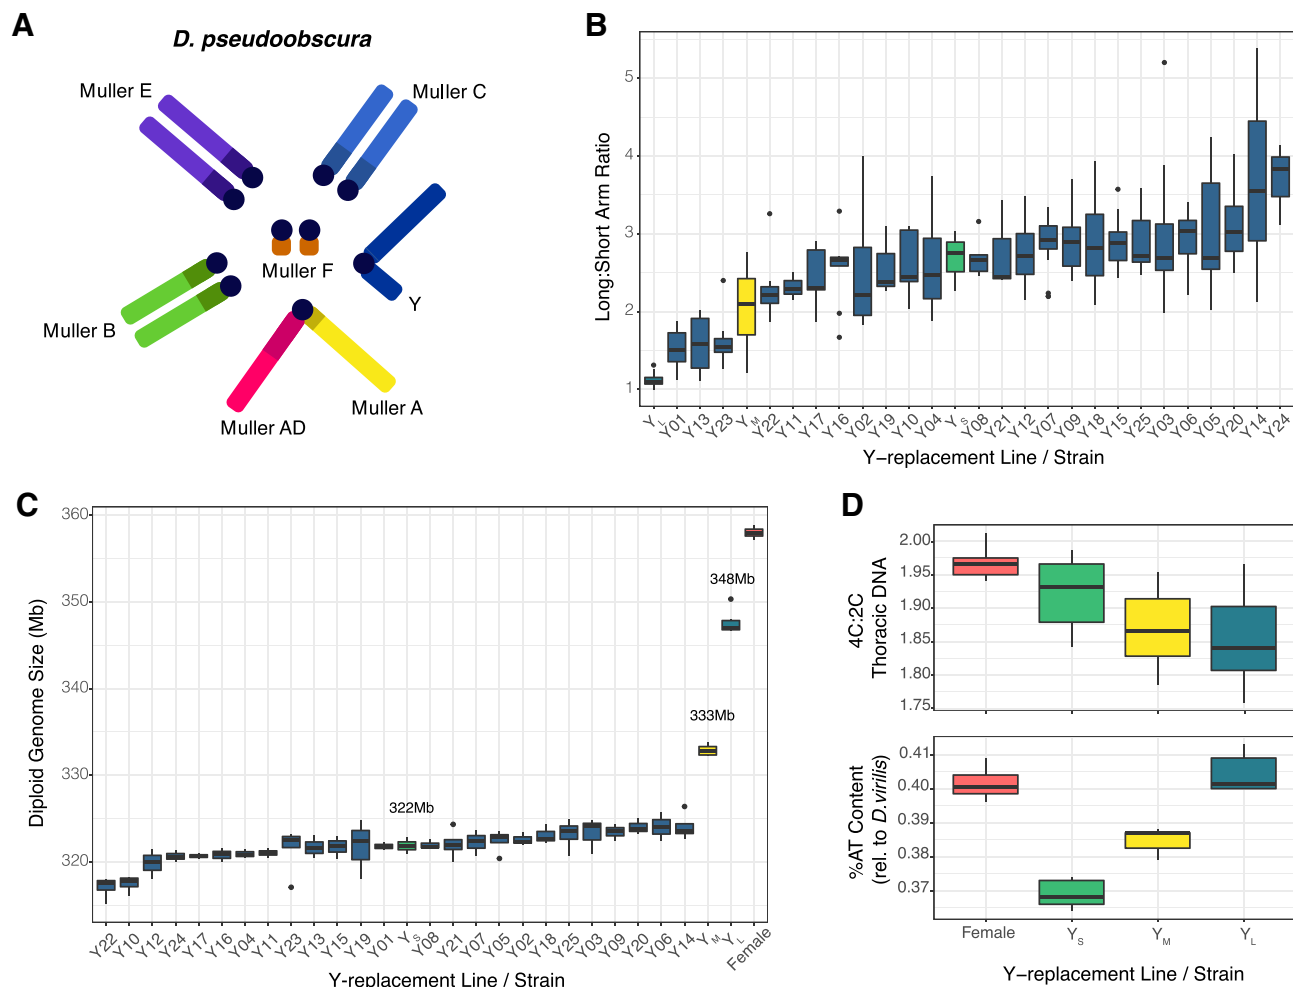 A
D. pseudoobscura
Muller E
Muller C
Muller F
Y
Muller B
Muller A
Muller AD
B
Long:Short Arm Ratio
5
4
3
2
1
YL Y01 Y13 Y23 YM Y22 Y11 Y17 Y16 Y02 Y19 Y10 Y04 YS Y08 Y21 Y12 Y07 Y09 Y18 Y15 Y25 Y03 Y06 Y05 Y20 Y14 Y24
Y−replacement Line / Strain
C
Diploid Genome Size (Mb)
360
350
340
330
320
348Mb
333Mb
322Mb
Y22 Y10 Y12 Y24 Y17 Y16 Y04 Y11 Y23 Y13 Y15 Y19 Y01 YS Y08 Y21 Y07 Y05 Y02 Y18 Y25 Y03 Y09 Y20 Y06 Y14 YM YL Female
Y-replacement Line / Strain
D
4C:2C
Thoracic DNA
2.00
1.95
1.90
1.85
1.80
1.75
%AT Content
(rel. to D.virilis)
0.41
0.40
0.39
0.38
0.37
Female YS YM YL
Y−replacement Line / Strain